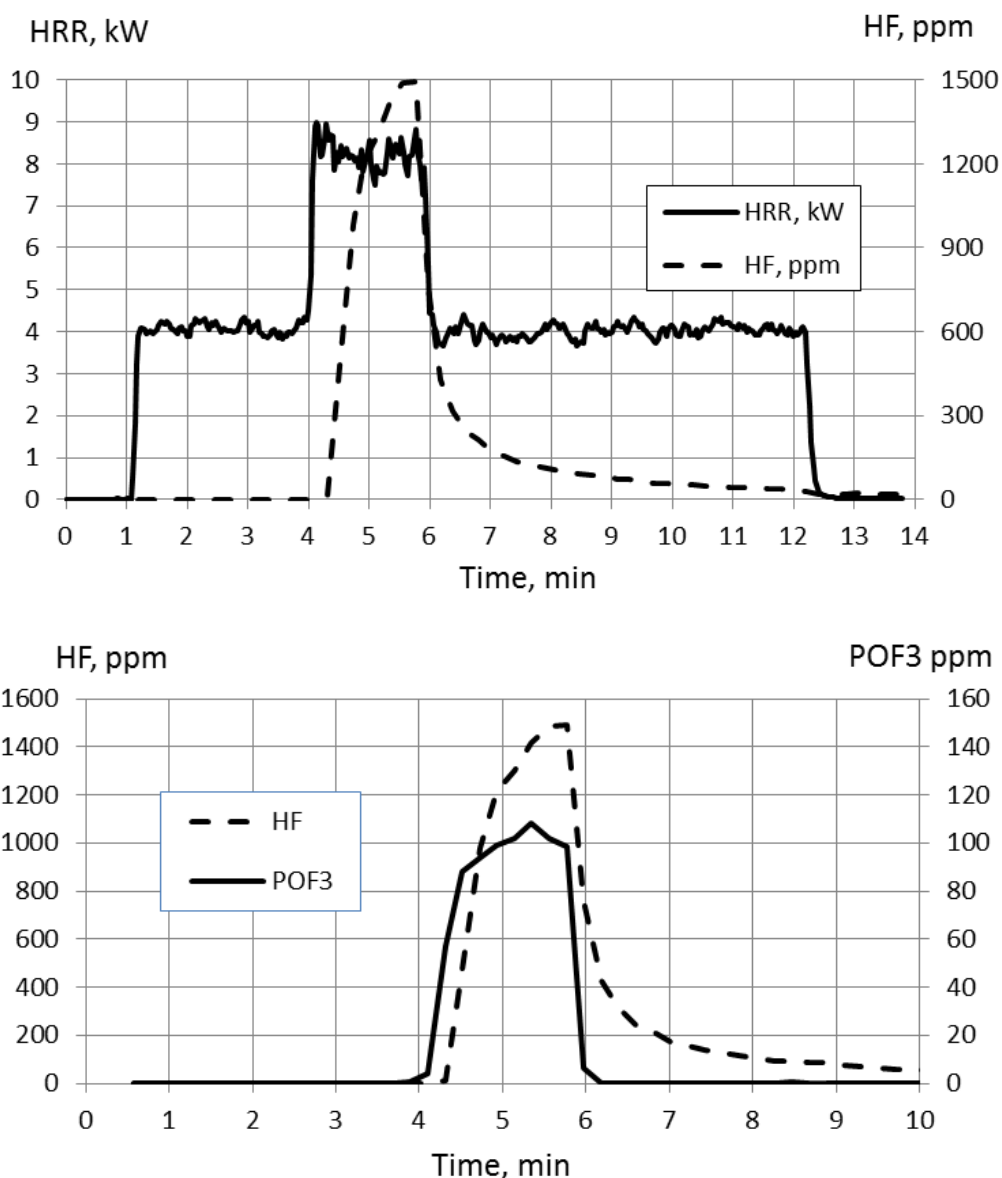 HRR, kW HF, ppm
10 1500
9
8 1200
7
HRR, kW
6 900
HF, ppm
5
4 600
3
2 300
1
0 0
0 1 2 3 4 5 6 7 8 9 10 11 12 13 14
Time, min
HF, ppm POF3 ppm
1600 160
1400 140
1200 120
HF
1000 100
POF3
800 80
600 60
400 40
200 20
0 0
0 1 2 3 4 5 6 7 8 9 10
Time, min